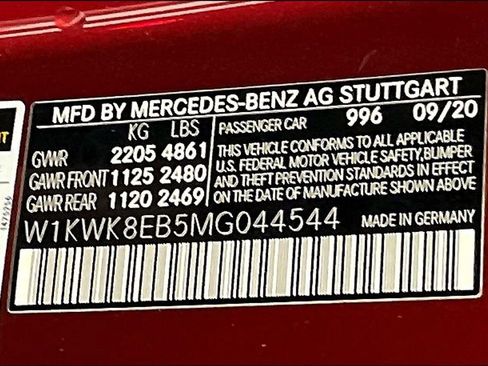 MFD BY MERCEDES-BENZ AG STUTTGART
KG LBS PASSENGER CAR 996 09/20
GVWR 2205 4861
GAWR FRONT 1125 2480
GAWR REAR 1120 2469
THIS VEHICLE CONFORMS TO ALL APPLICABLE
U.S. FEDERAL MOTOR VEHICLE SAFETY, BUMPER
AND THEFT PREVENTION STANDARDS IN EFFECT
ON THE DATE OF MANUFACTURE SHOWN ABOVE
W1KWK8EB5MG044544 MADE IN GERMANY